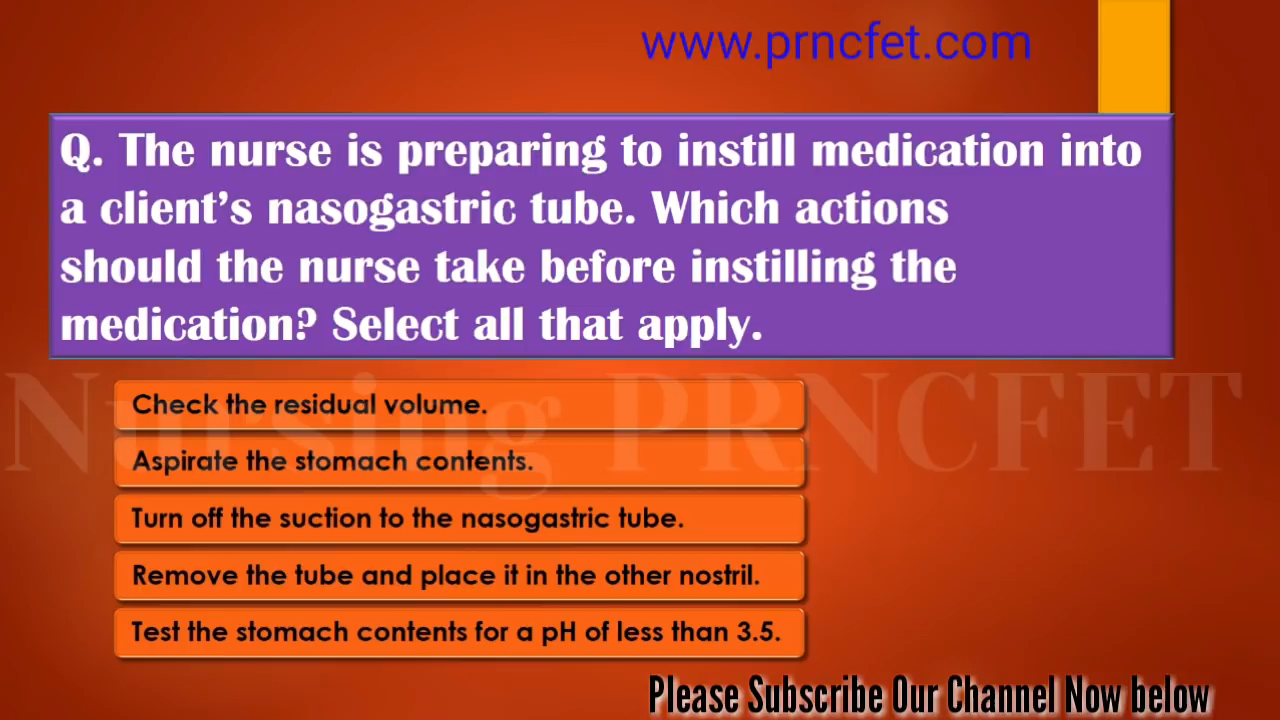 www.prncfet.com
Q. The nurse is preparing to instill medication into
a client's nasogastric tube. Which actions
should the nurse take before instilling the
medication? Select all that apply.
Nursing PRNCFET
Check the residual volume.
Aspirate the stomach contents.
Turn off the suction to the nasogastric tube.
Remove the tube and place it in the other nostril.
Test the stomach contents for a pH of less than 3.5.
Please Subscribe Our Channel Now below